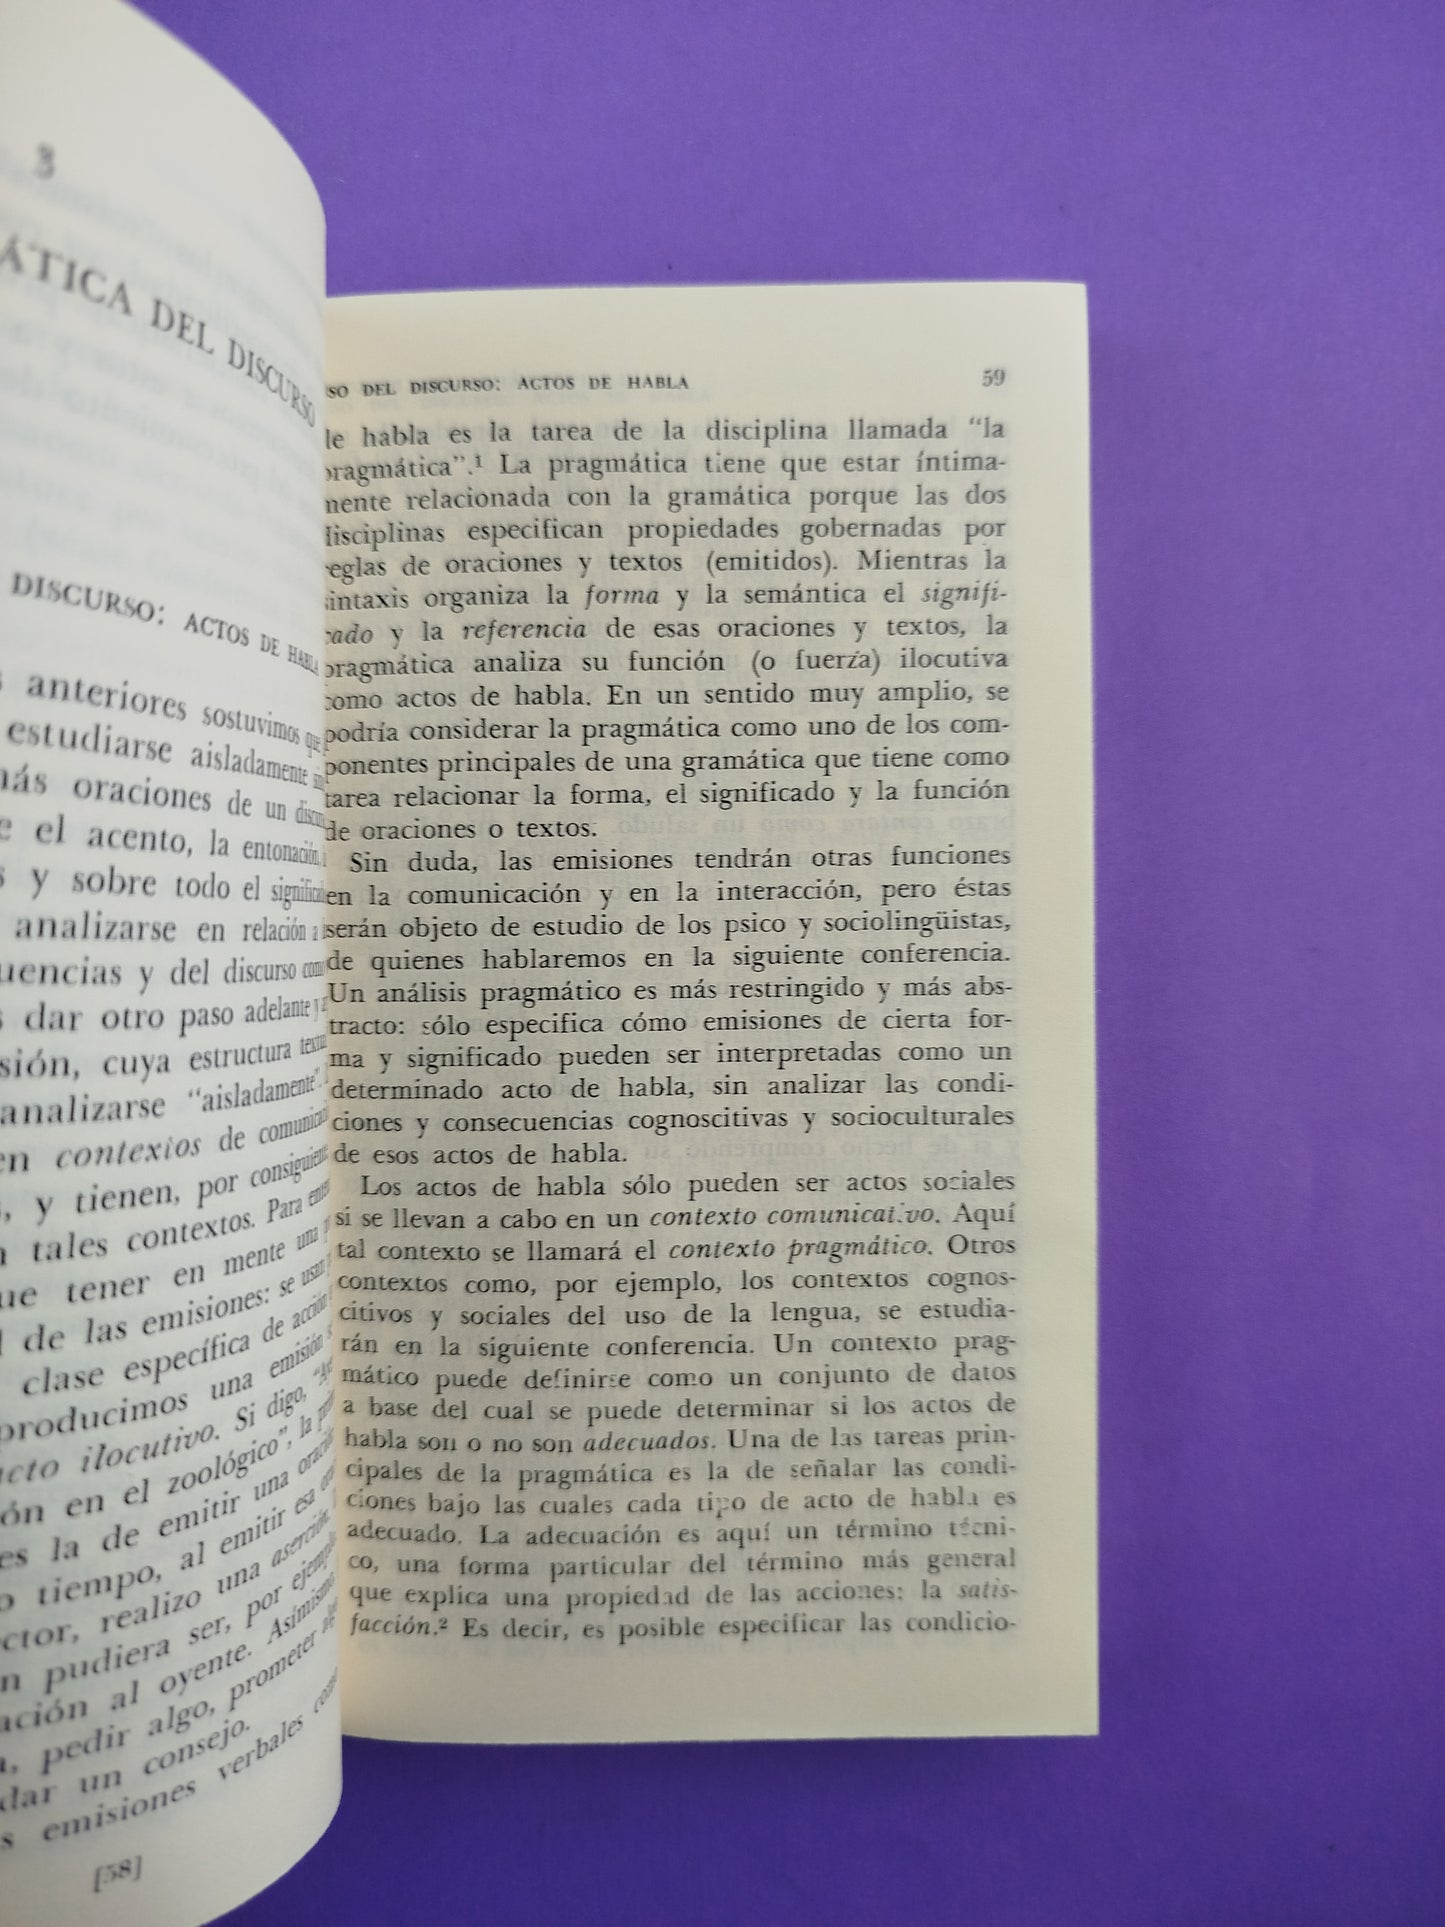 3
ÁTICA DEL DISCURSO
DISCURSO: ACTOS DE HABLA
anteriores sostuvimos que
estudiarse aisladamente
oraciones de un
el acento, la entonación,
y sobre todo el
analizarse en relación a
y del discurso como
dar otro paso adelante y
cuya estructura
analizarse "aisladamente".
en contextos de
y tienen, por
tales contextos. Para
que tener en mente una
de las emisiones: se usan
clase específica de acción
producimos una emisión
acto ilocutivo. Si digo,
en el zoológico", la
es la de emitir una
tiempo, al emitir esa
realizo una aserción.
pudiera ser, por ejemplo
al oyente. Asimismo
pedir algo, prometer
dar un consejo.
emisiones verbales
[58]
SO DEL DISCURSO: ACTOS DE HABLA 59
habla es la tarea de la disciplina llamada "la
pragmática".¹ La pragmática tiene que estar íntima-
mente relacionada con la gramática porque las dos
disciplinas especifican propiedades gobernadas por
reglas de oraciones y textos (emitidos). Mientras la
sintaxis organiza la forma y la semántica el signifi-
cado y la referencia de esas oraciones y textos, la
pragmática analiza su función (o fuerza) ilocutiva
como actos de habla. En un sentido muy amplio, se
podría considerar la pragmática como uno de los com-
ponentes principales de una gramática que tiene como
tarea relacionar la forma, el significado y la función
de oraciones o textos.
Sin duda, las emisiones tendrán otras funciones
en la comunicación y en la interacción, pero éstas
serán objeto de estudio de los psico y sociolingüistas,
de quienes hablaremos en la siguiente conferencia.
Un análisis pragmático es más restringido y más abs-
tracto: sólo especifica cómo emisiones de cierta for-
ma y significado pueden ser interpretadas como un
determinado acto de habla, sin analizar las condi-
ciones y consecuencias cognoscitivas y socioculturales
de esos actos de habla.
Los actos de habla sólo pueden ser actos sociales
si se llevan a cabo en un contexto comunicativo. Aquí
tal contexto se llamará el contexto pragmático. Otros
contextos como, por ejemplo, los contextos cognos-
citivos y sociales del uso de la lengua, se estudia-
rán en la siguiente conferencia. Un contexto prag-
mático puede definirse como un conjunto de datos
a base del cual se puede determinar si los actos de
habla son o no son adecuados. Una de las tareas prin-
cipales de la pragmática es la de señalar las condi-
ciones bajo las cuales cada tipo de acto de habla es
adecuado. La adecuación es aquí un término técni-
co, una forma particular del término más general
que explica una propiedad de las acciones: la satis-
facción.² Es decir, es posible especificar las condicio-